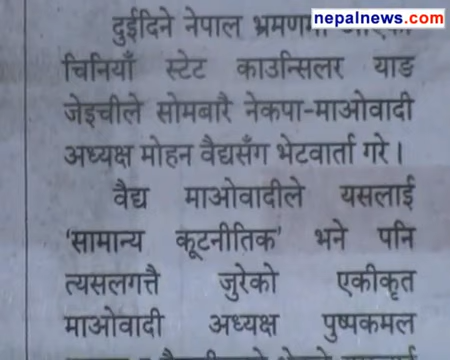 nepalnews.com
दुईदिने नेपाल
चिनियाँ स्टेट काउन्सिलर याङ
जेइचीले सोमबारै नेकपा-माओवादी
अध्यक्ष मोहन वैद्यसँग भेटवार्ता गरे ।
वैद्य माओवादीले यसलाई
‘सामान्य कूटनीतिक’ भने पनि
त्यसलगत्तै जुरेको एकीकृत
माओवादी अध्यक्ष पुष्पकमल